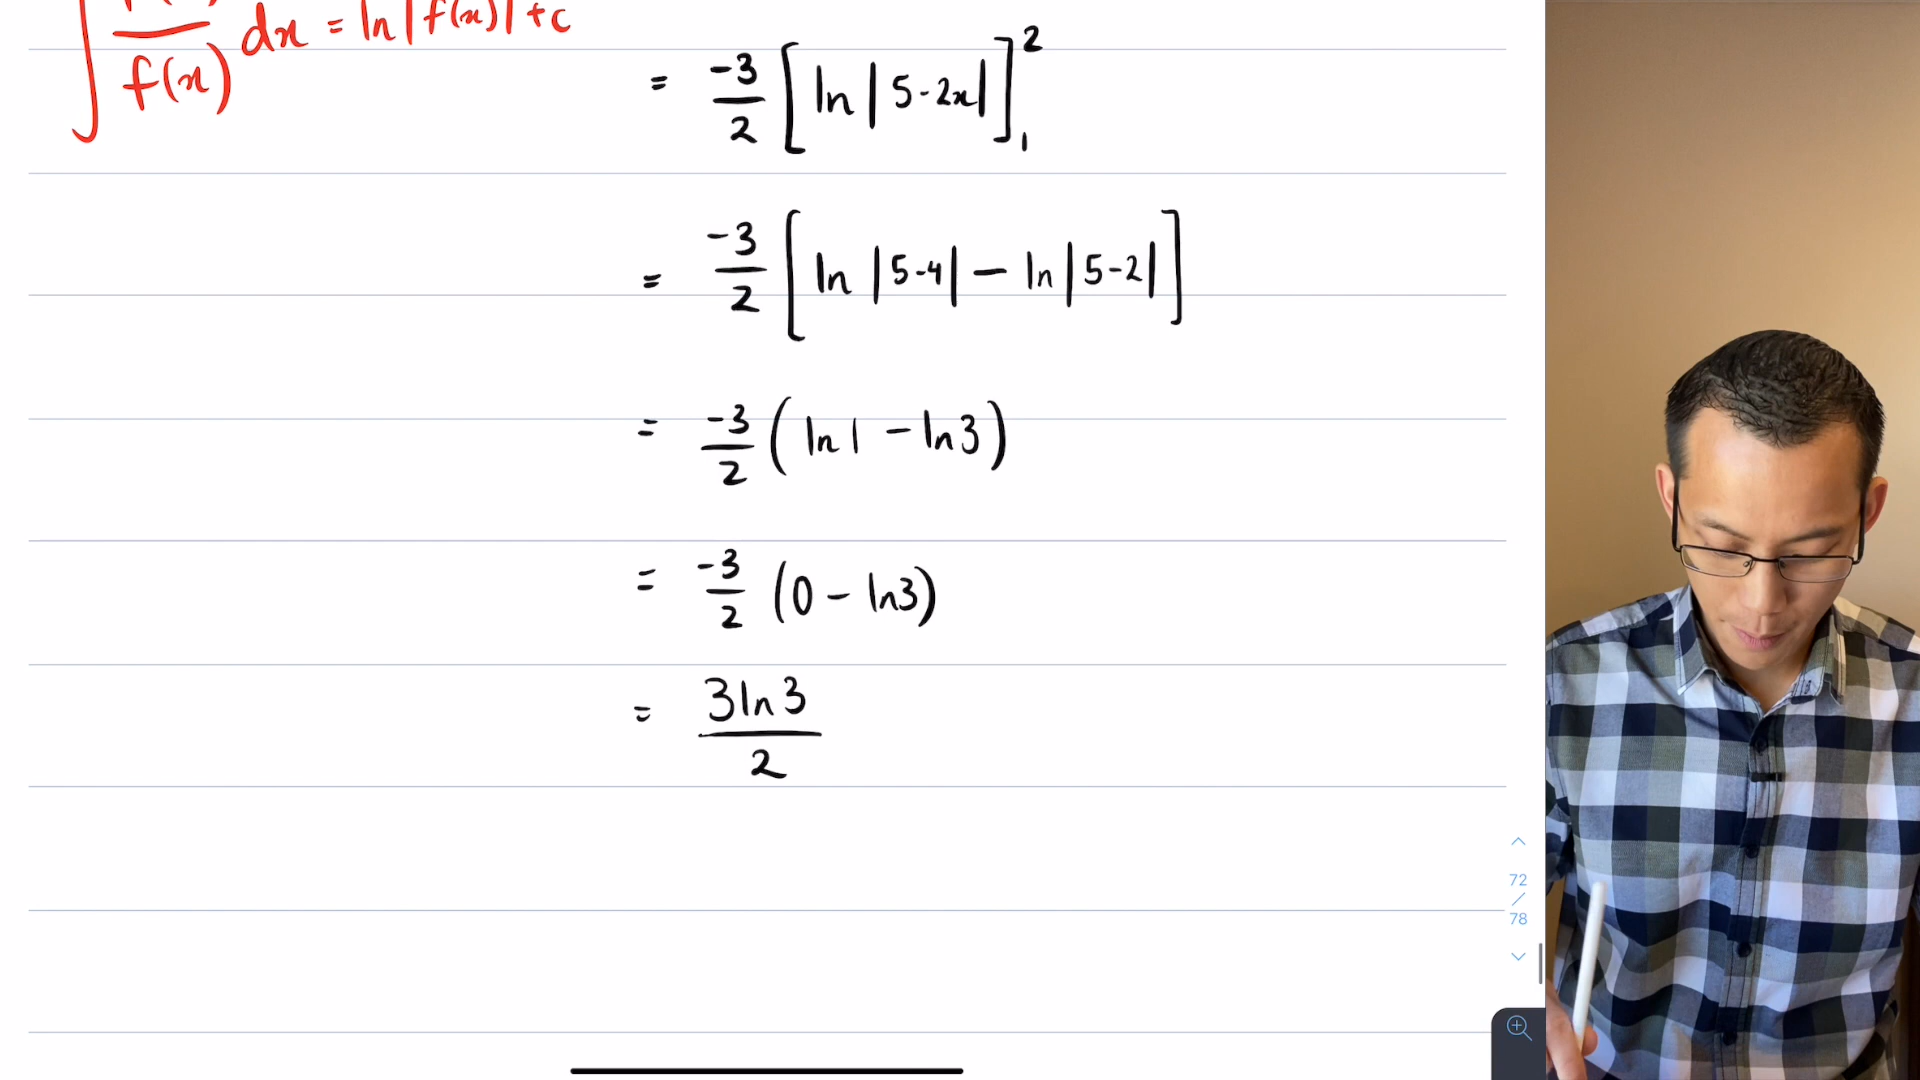 ∫ f(x) dx = ln|f(x)| + c
= -3/2 [ln|5-2x|]₁²
= -3/2 [ln|5-4| - ln|5-2|]
= -3/2 (ln1 - ln3)
= -3/2 (0 - ln3)
= 3ln3/2
72
/
78